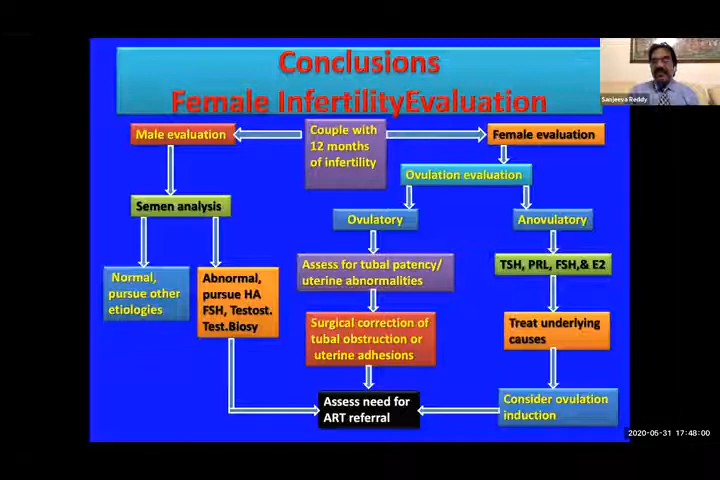 Conclusions
Female InfertilityEvaluation
Sanjeeva Reddy
Male evaluation
Couple with
12 months
of infertility
Female evaluation
Ovulation evaluation
Semen analysis
Ovulatory
Anovulatory
Normal,
pursue other
etiologies
Abnormal,
pursue HA
FSH, Testost.
Test.Biosy
Assess for tubal patency/
uterine abnormalities
TSH, PRL, FSH,& E2
Surgical correction of
tubal obstruction or
uterine adhesions
Treat underlying
causes
Assess need for
ART referral
Consider ovulation
induction
2020-05-31 17:48:00